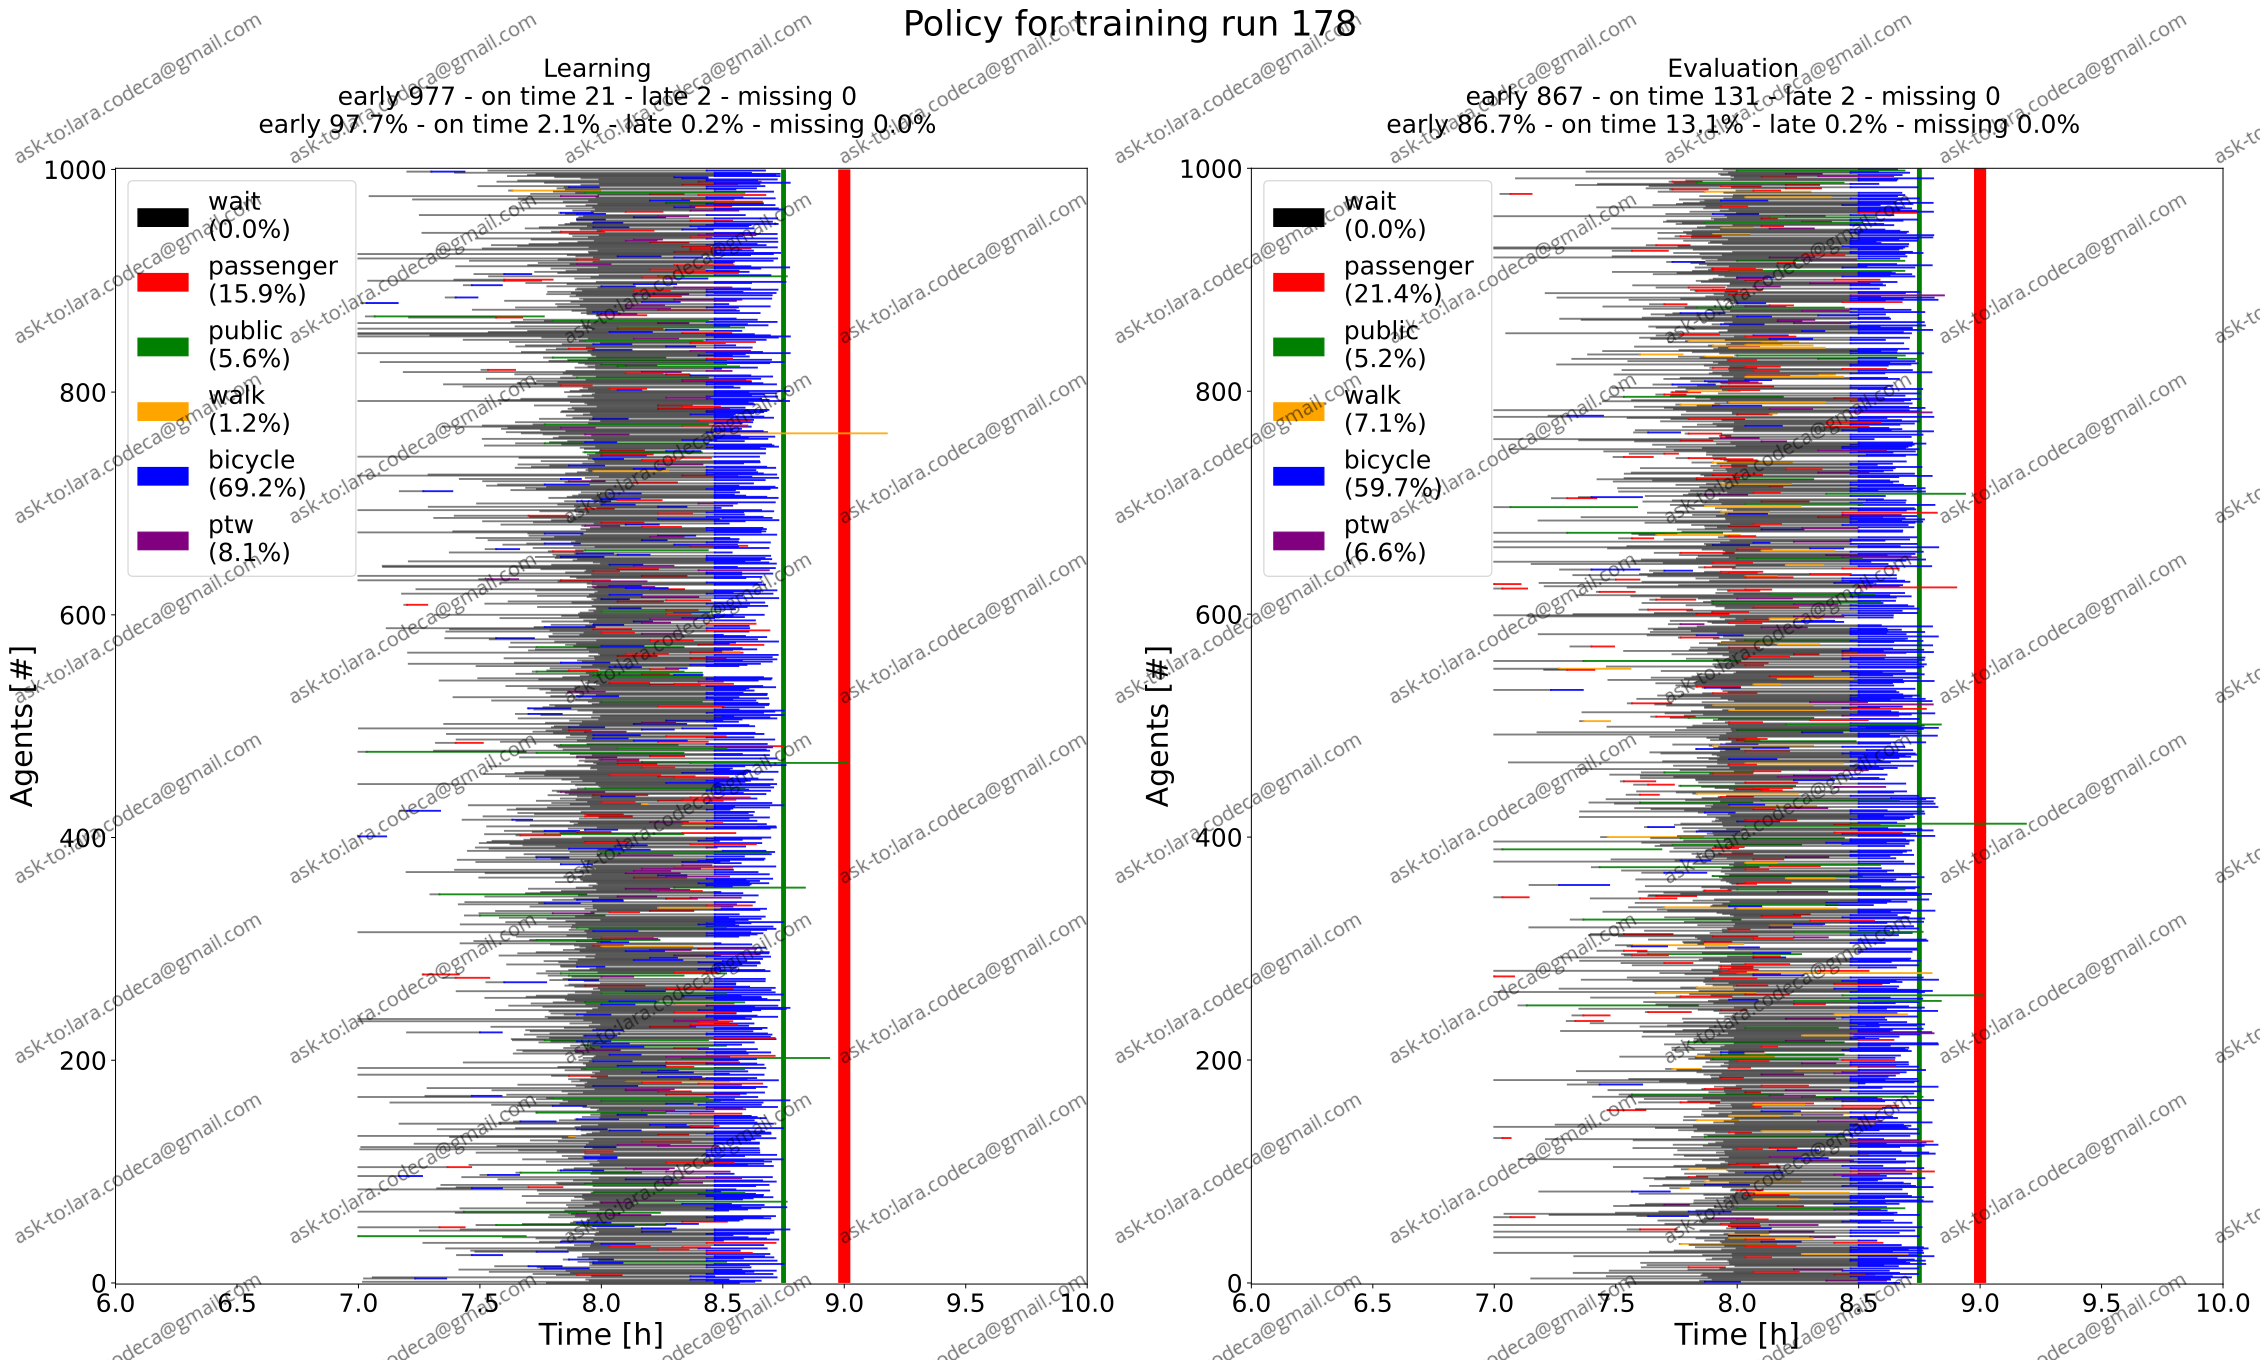 Policy for training run 178
Learning
early 977 - on time 21 - late 2 - missing 0
early 97.7% - on time 2.1% - late 0.2% - missing 0.0%
1000
800
600
400
200
0
Agents [#]
wait
(0.0%)
passenger
(15.9%)
public
(5.6%)
walk
(1.2%)
bicycle
(69.2%)
ptw
(8.1%)
6.0 6.5 7.0 7.5 8.0 8.5 9.0 9.5 10.0
Time [h]
Evaluation
early 867 - on time 131 - late 2 - missing 0
early 86.7% - on time 13.1% - late 0.2% - missing 0.0%
1000
800
600
400
200
0
Agents [#]
wait
(0.0%)
passenger
(21.4%)
public
(5.2%)
walk
(7.1%)
bicycle
(59.7%)
ptw
(6.6%)
6.0 6.5 7.0 7.5 8.0 8.5 9.0 9.5 10.0
Time [h]
ask-to:lara.codeca@gmail.com